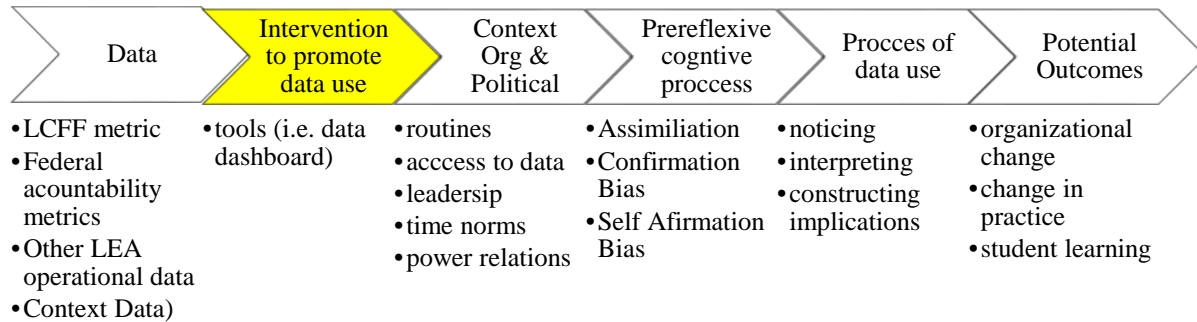 Data
Intervention
to promote
data use
Context
Org &
Political
Prereflexive
cogntive
proccess
Procces of
data use
Potential
Outcomes
•LCFF metric
•Federal
acountability
metrics
•Other LEA
operational data
•Context Data)
•tools (i.e. data
dashboard)
•routines
•acccess to data
•leadersip
•time norms
•power relations
•Assimiliation
•Confirmation
Bias
•Self Afirmation
Bias
•noticing
•interpreting
•constructing
implications
•organizational
change
•change in
practice
•student learning